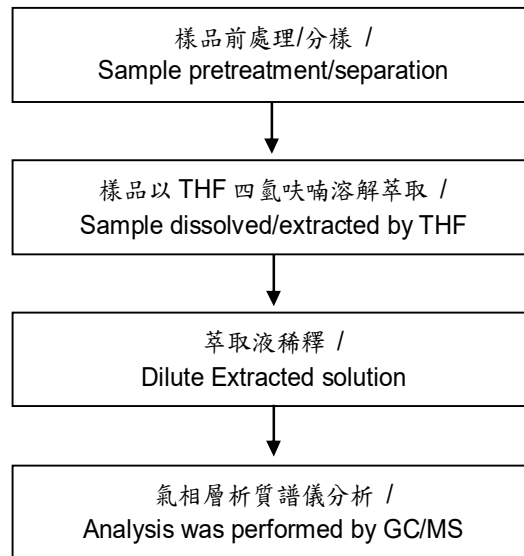 樣品前處理/分樣 /
Sample pretreatment/separation
樣品以 THF 四氫呋喃溶解萃取 /
Sample dissolved/extracted by THF
萃取液稀釋 /
Dilute Extracted solution
氣相層析質譜儀分析 /
Analysis was performed by GC/MS